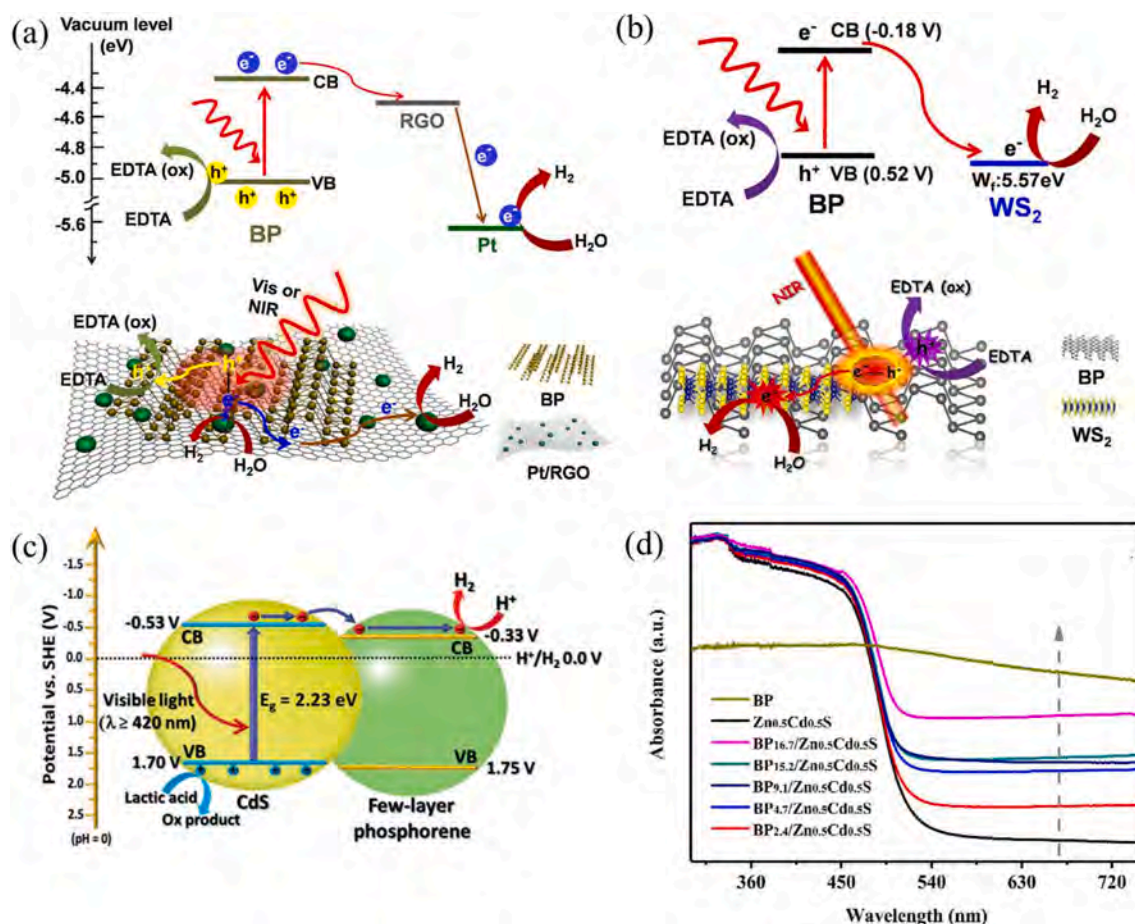 (a)
Vacuum level
(eV)
-4.4
-4.6
-4.8
-5.0
-5.6
e⁻ e⁻
CB
RGO
e⁻
EDTA (ox)
h⁺
VB
h⁺ h⁺
EDTA
BP
H₂
e⁻
Pt
H₂O
Vis or
NIR
EDTA (ox)
h⁺
h⁺
EDTA
e⁻
e⁻
e⁻
H₂
H₂O
H₂
H₂O
BP
Pt/RGO
(b)
e⁻ CB (-0.18 V)
EDTA (ox)
EDTA
h⁺ VB (0.52 V)
BP
H₂
H₂O
e⁻
W_f:5.57eV
WS₂
NIR
EDTA (ox)
h⁺
EDTA
e⁻ h⁺
e⁻
H₂
H₂O
BP
WS₂
(c)
Potential vs. SHE (V)
-1.5
-1.0
-0.5
0.0
0.5
1.0
1.5
2.0
2.5
(pH = 0)
-0.53 V
CB
H₂
H⁺
-0.33 V
CB
H⁺/H₂ 0.0 V
Visible light
(λ ≥ 420 nm)
E_g = 2.23 eV
VB
1.70 V
VB
1.75 V
Lactic acid
Ox product
CdS
Few-layer
phosphorene
(d)
Absorbance (a.u.)
BP
Zn0.5Cd0.5S
BP16.7/Zn0.5Cd0.5S
BP15.2/Zn0.5Cd0.5S
BP9.1/Zn0.5Cd0.5S
BP4.7/Zn0.5Cd0.5S
BP2.4/Zn0.5Cd0.5S
360 450 540 630 720
Wavelength (nm)